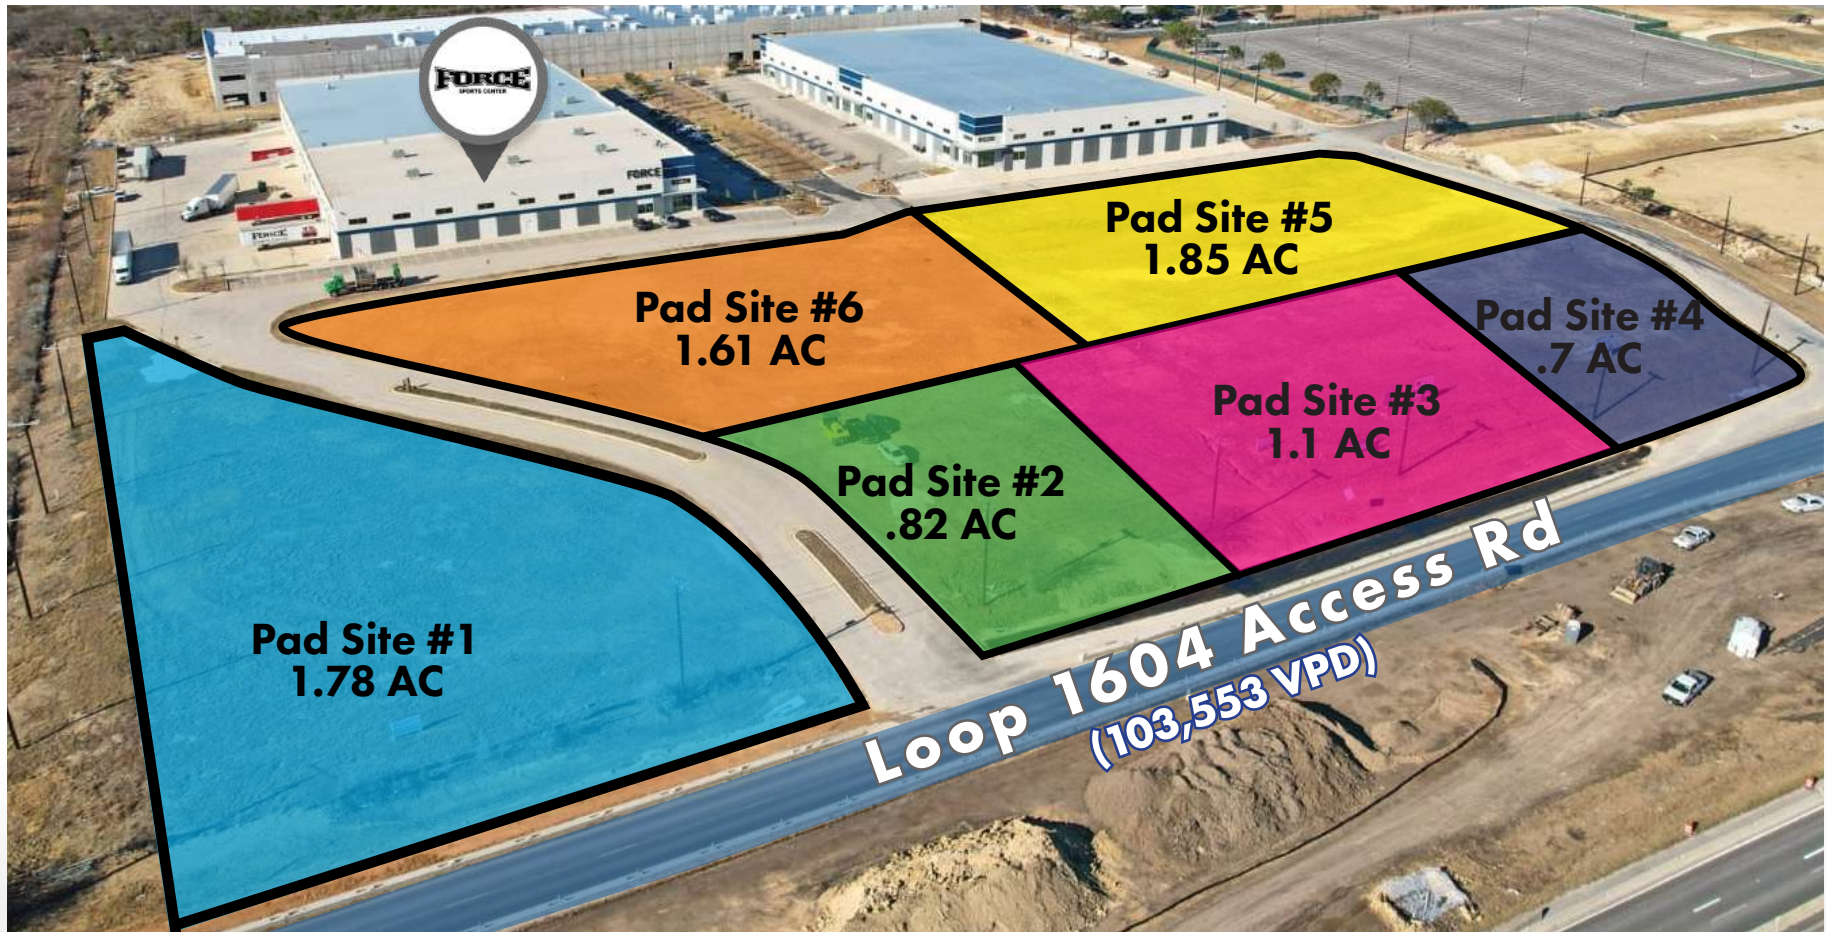 FORCE
SPORTS CENTER
FORCE
FORCE
Pad Site #5
1.85 AC
Pad Site #6
1.61 AC
Pad Site #4
.7 AC
Pad Site #3
1.1 AC
Pad Site #2
.82 AC
Pad Site #1
1.78 AC
Loop 1604 Access Rd
(103,553 VPD)